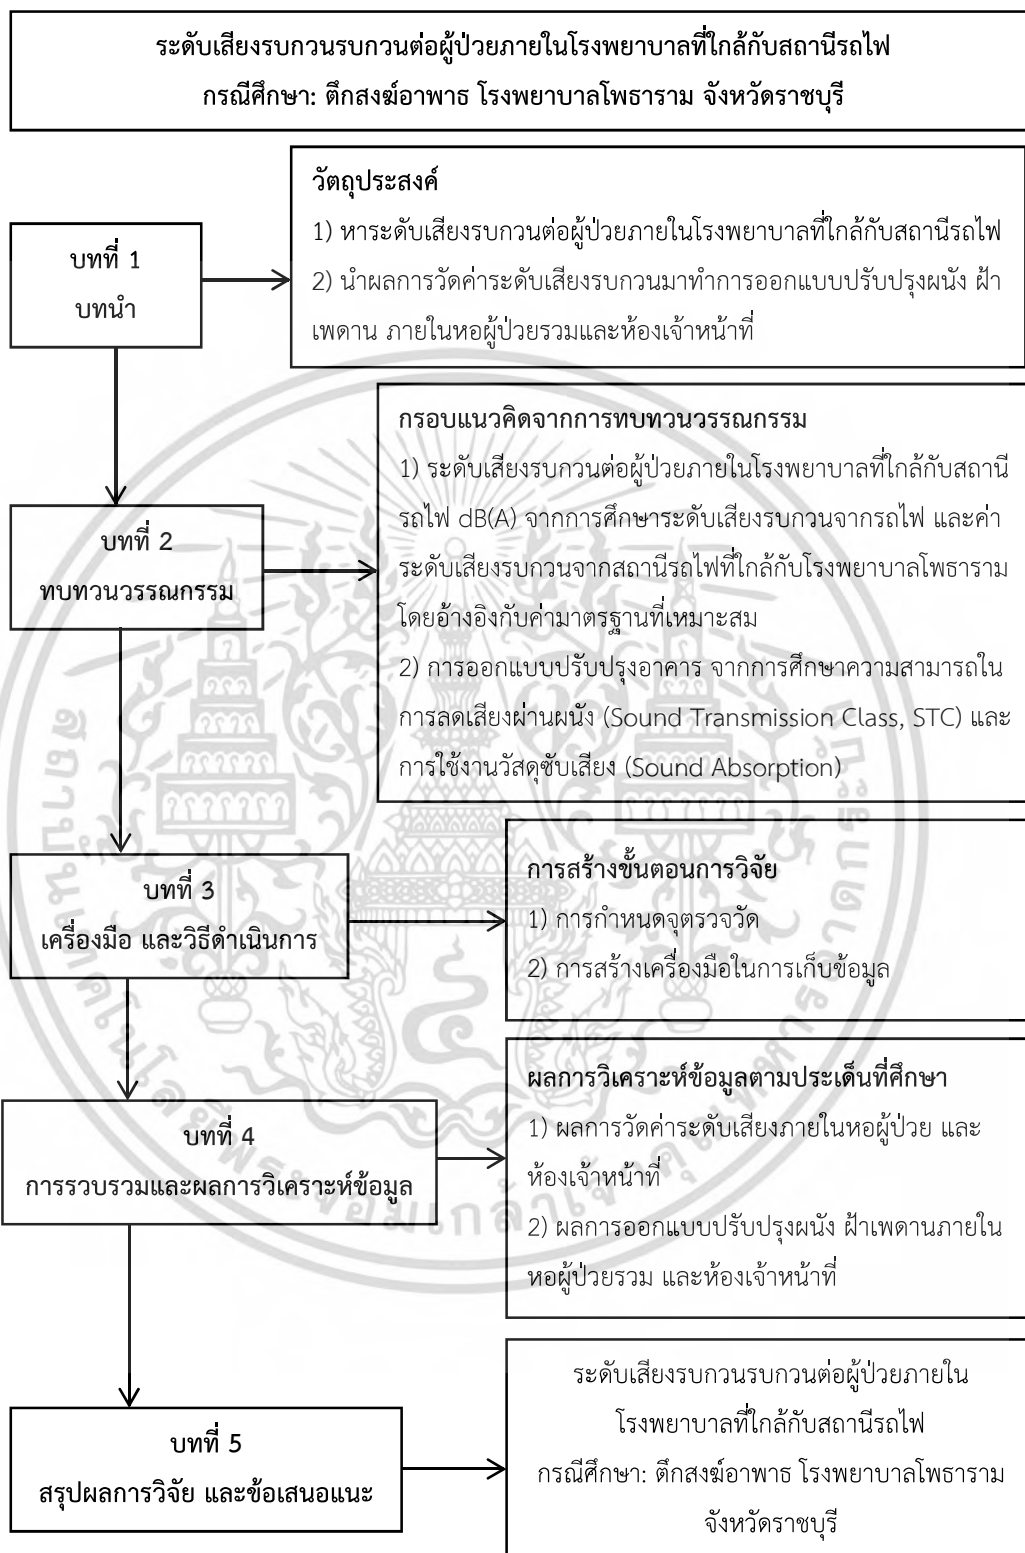 ระดับเสียงรบกวนรบกวนต่อผู้ป่วยภายในโรงพยาบาลที่ใกล้กับสถานีรถไฟ
กรณีศึกษา: ตึกสงฆ์อาพาธ โรงพยาบาลโพธาราม จังหวัดราชบุรี
บทที่ 1
บทนำ
วัตถุประสงค์
1) หาระดับเสียงรบกวนต่อผู้ป่วยภายในโรงพยาบาลที่ใกล้กับสถานีรถไฟ
2) นำผลการวัดค่าระดับเสียงรบกวนมาทำการออกแบบปรับปรุงผนัง ฝ้า
เพดาน ภายในหอผู้ป่วยรวมและห้องเจ้าหน้าที่
บทที่ 2
ทบทวนวรรณกรรม
กรอบแนวคิดจากการทบทวนวรรณกรรม
1) ระดับเสียงรบกวนต่อผู้ป่วยภายในโรงพยาบาลที่ใกล้กับสถานี
รถไฟ dB(A) จากการศึกษาระดับเสียงรบกวนจากรถไฟ และค่า
ระดับเสียงรบกวนจากสถานีรถไฟที่ใกล้กับโรงพยาบาลโพธาราม
โดยอ้างอิงกับค่ามาตรฐานที่เหมาะสม
2) การออกแบบปรับปรุงอาคาร จากการศึกษาความสามารถใน
การลดเสียงผ่านผนัง (Sound Transmission Class, STC) และ
การใช้งานวัสดุซับเสียง (Sound Absorption)
บทที่ 3
เครื่องมือ และวิธีดำเนินการ
การสร้างขั้นตอนการวิจัย
1) การกำหนดจุตรวจวัด
2) การสร้างเครื่องมือในการเก็บข้อมูล
บทที่ 4
การรวบรวมและผลการวิเคราะห์ข้อมูล
ผลการวิเคราะห์ข้อมูลตามประเด็นที่ศึกษา
1) ผลการวัดค่าระดับเสียงภายในหอผู้ป่วย และ
ห้องเจ้าหน้าที่
2) ผลการออกแบบปรับปรุงผนัง ฝ้าเพดานภายใน
หอผู้ป่วยรวม และห้องเจ้าหน้าที่
บทที่ 5
สรุปผลการวิจัย และข้อเสนอแนะ
ระดับเสียงรบกวนรบกวนต่อผู้ป่วยภายใน
โรงพยาบาลที่ใกล้กับสถานีรถไฟ
กรณีศึกษา: ตึกสงฆ์อาพาธ โรงพยาบาลโพธาราม
จังหวัดราชบุรี